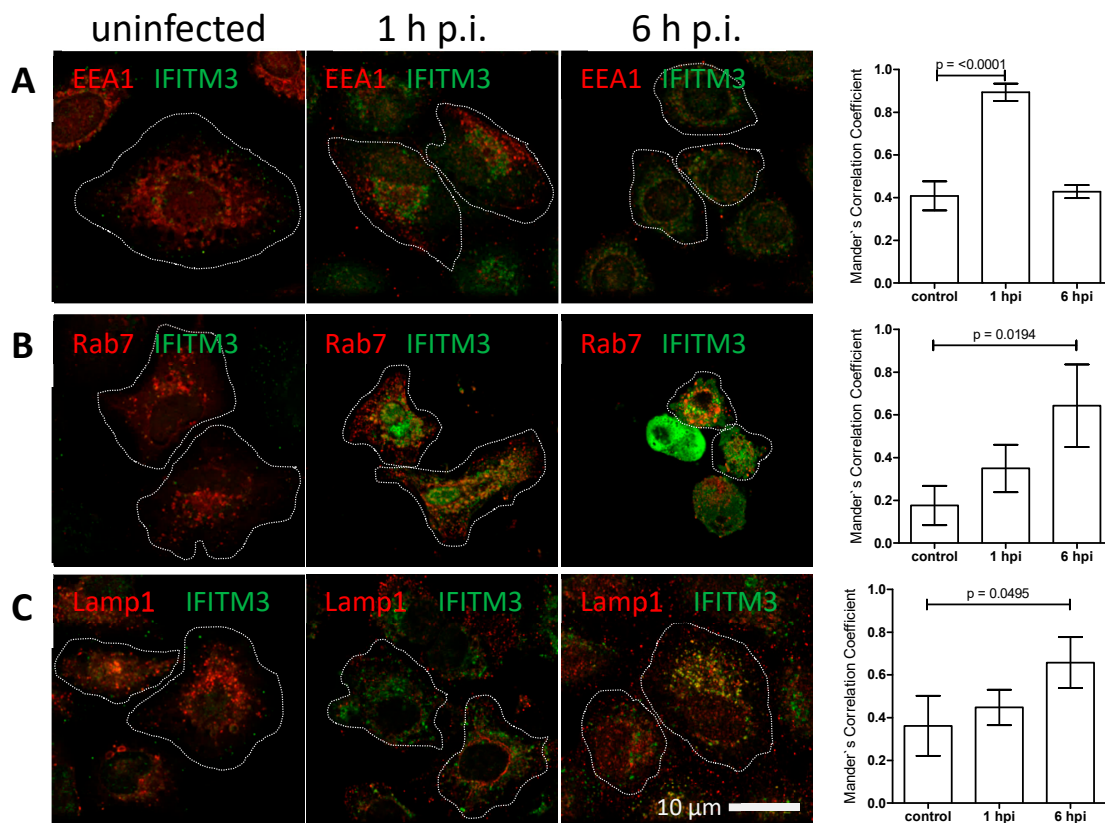 uninfected 1 h p.i. 6 h p.i.
A
EEA1 IFITM3
EEA1 IFITM3
EEA1 IFITM3
p = <0.0001
Mander`s Correlation Coefficient
1.0
0.8
0.6
0.4
0.2
0.0
control 1 hpi 6 hpi
B
Rab7 IFITM3
Rab7 IFITM3
Rab7 IFITM3
p = 0.0194
Mander`s Correlation Coefficient
1.0
0.8
0.6
0.4
0.2
0.0
control 1 hpi 6 hpi
C
Lamp1 IFITM3
Lamp1 IFITM3
Lamp1 IFITM3
10 µm
p = 0.0495
Mander`s Correlation Coefficient
1.0
0.8
0.6
0.4
0.2
0.0
control 1 hpi 6 hpi